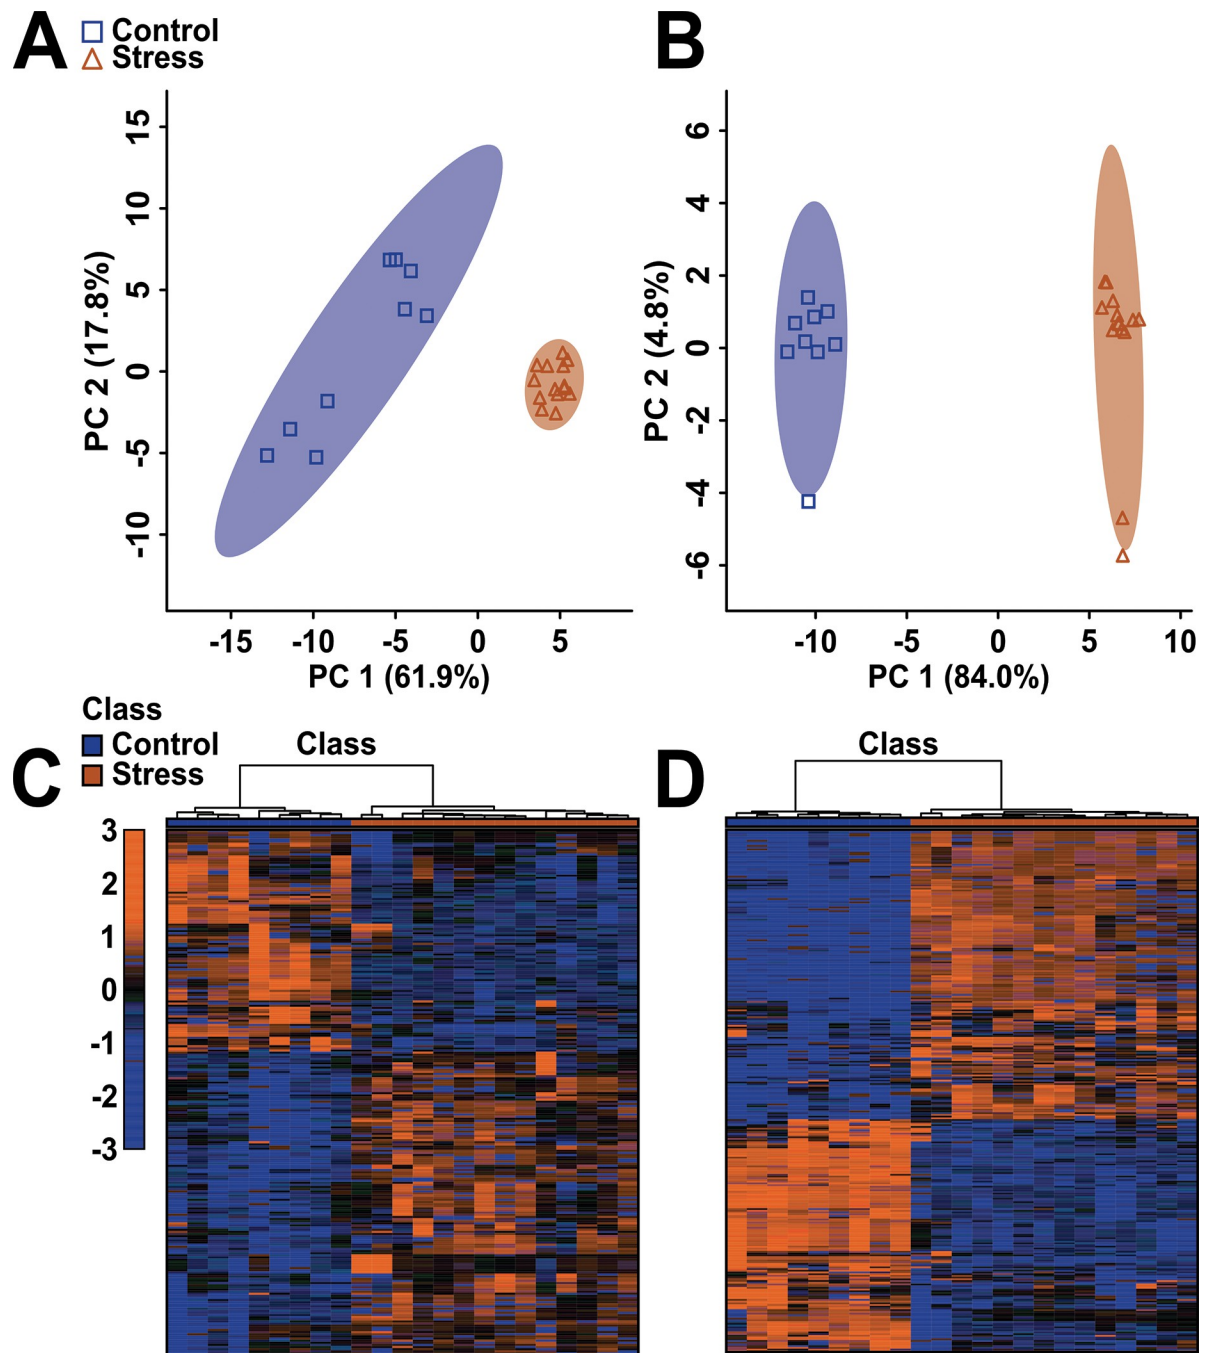 A
Control
Stress
B
15
10
5
0
-5
-10
PC 2 (17.8%)
-15 -10 -5 0 5
PC 1 (61.9%)
6
4
2
0
-2
-4
-6
PC 2 (4.8%)
-10 -5 0 5 10
PC 1 (84.0%)
Class
Control
Stress
C
Class
3
2
1
0
-1
-2
-3
D
Class